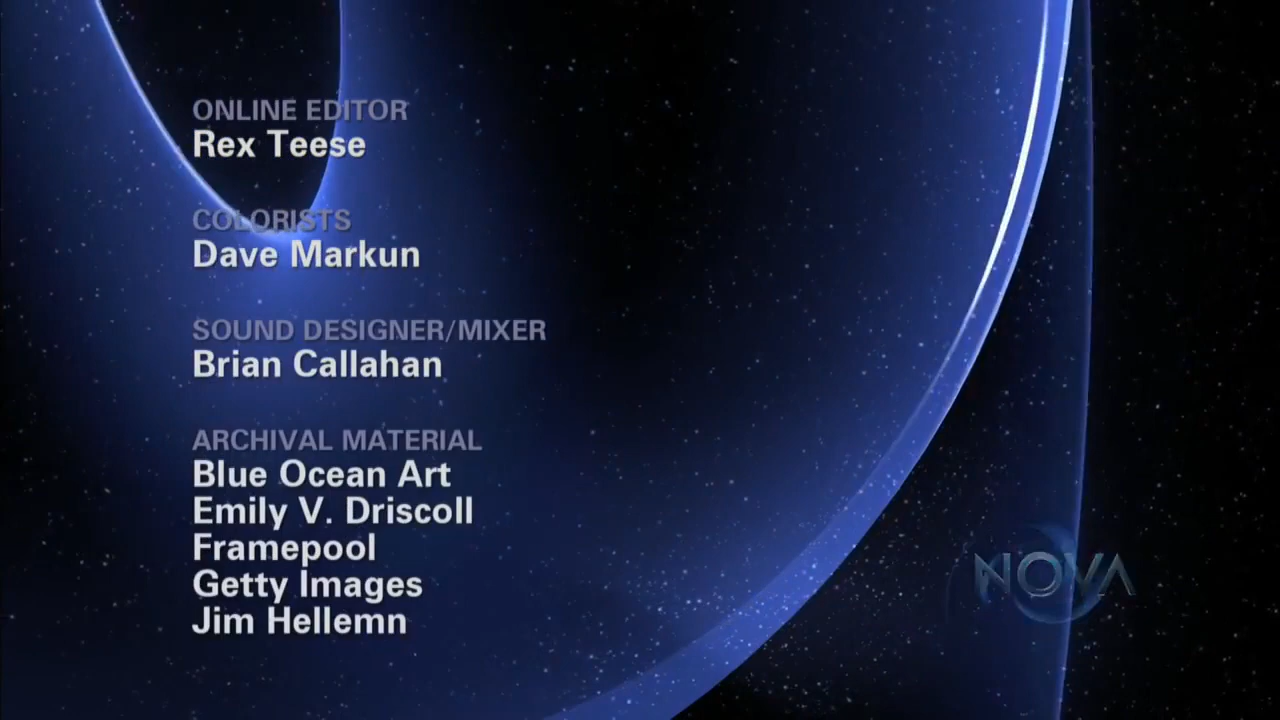 ONLINE EDITOR
Rex Teese
COLORISTS
Dave Markun
SOUND DESIGNER/MIXER
Brian Callahan
ARCHIVAL MATERIAL
Blue Ocean Art
Emily V. Driscoll
Framepool
Getty Images
Jim Hellemn
NOVA